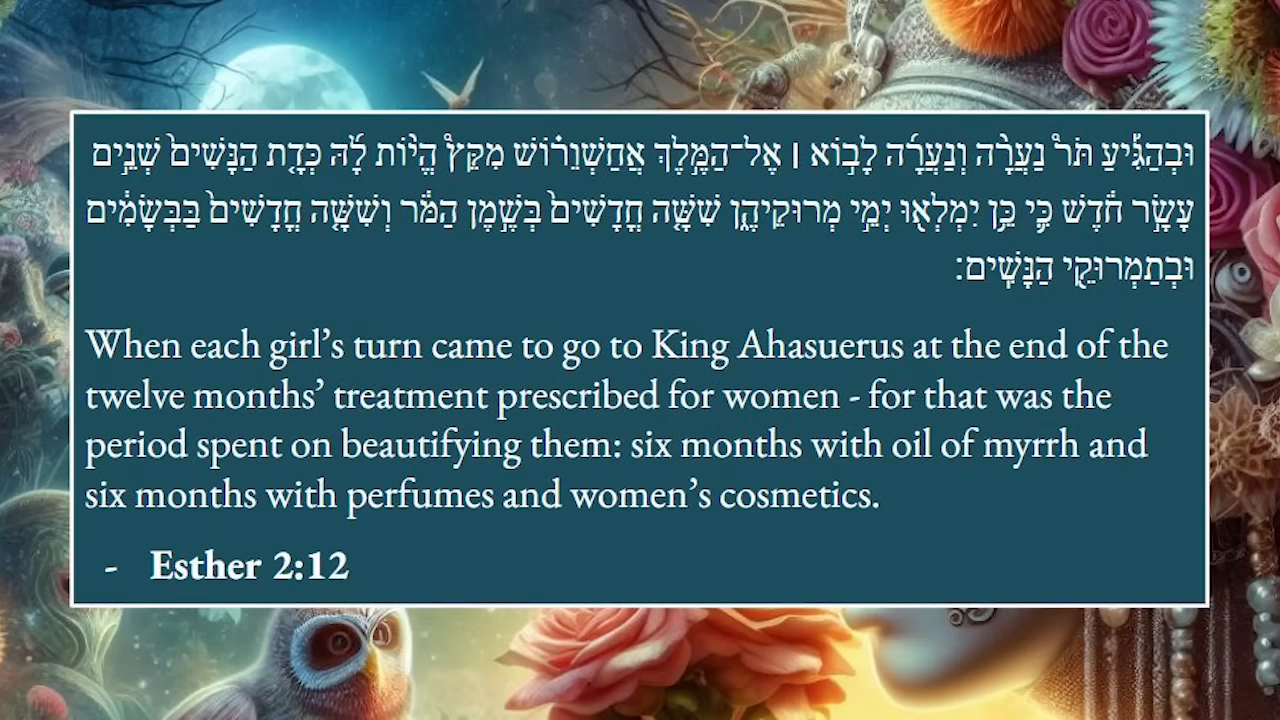 וּבְהַגִּ֡יעַ תֹּר֩ נַעֲרָ֨ה וְנַעֲרָ֜ה לָב֣וֹא ׀ אֶל־הַמֶּ֣לֶךְ אֲחַשְׁוֵר֗וֹשׁ מִקֵּץ֩ הֱי֨וֹת לָ֜הּ כְּדָ֤ת הַנָּשִׁים֙ שְׁנֵ֣ים
עָשָׂ֣ר חֹ֔דֶשׁ כִּ֛י כֵּ֥ן יִמְלְא֖וּ יְמֵ֣י מְרוּקֵיהֶ֑ן שִׁשָּׁ֤ה חֳדָשִׁים֙ בְּשֶׁ֣מֶן הַמֹּ֔ר וְשִׁשָּׁ֤ה חֳדָשִׁים֙ בַּבְּשָׂמִ֔ים
וּבְתַמְרוּקֵ֖י הַנָּשִֽׁים׃
When each girl’s turn came to go to King Ahasuerus at the end of the
twelve months’ treatment prescribed for women - for that was the
period spent on beautifying them: six months with oil of myrrh and
six months with perfumes and women’s cosmetics.
- Esther 2:12